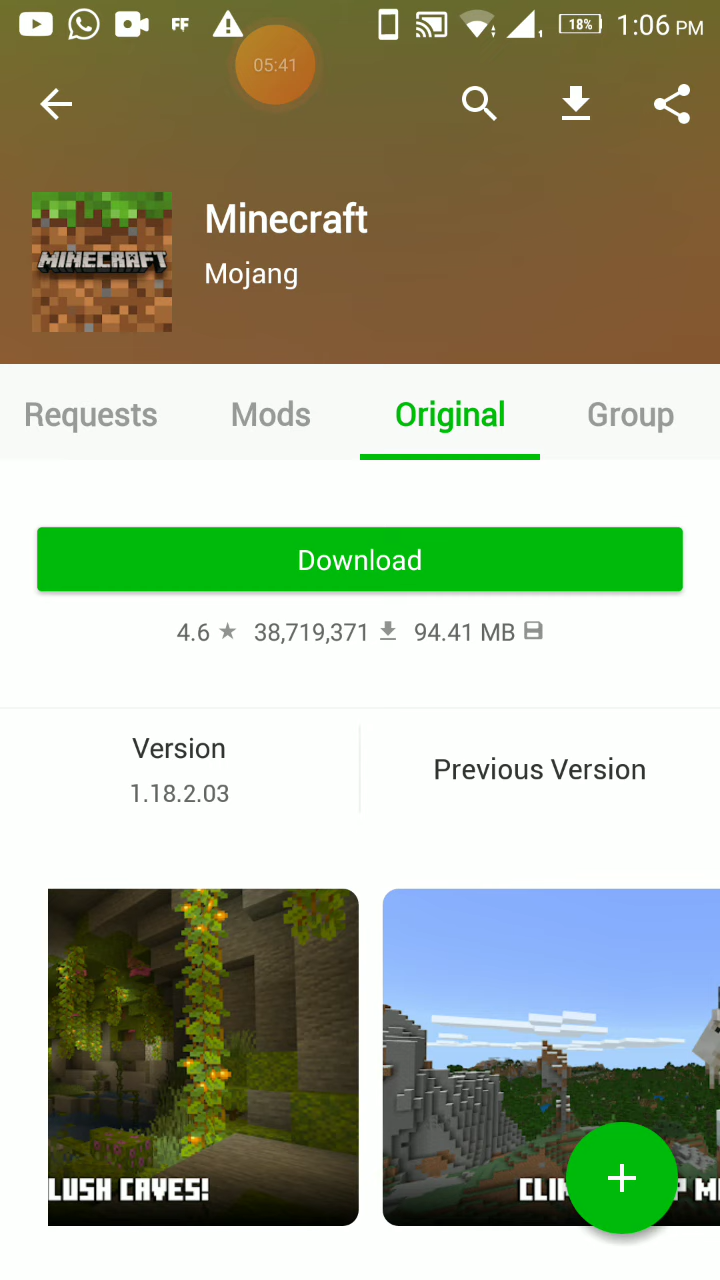 FF
18%
1:06 PM
05:41
MINECRAFT
Minecraft
Mojang
Requests
Mods
Original
Group
Download
4.6
38,719,371
94.41 MB
Version
1.18.2.03
Previous Version
LUSH CAVES!